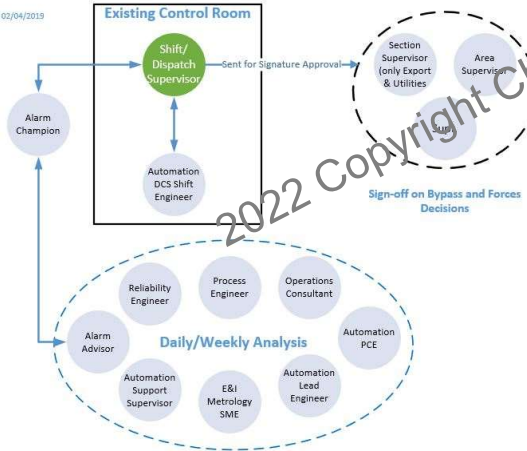 02/04/2019
Existing Control Room
Shift/
Dispatch
Supervisor
Sent for Signature Approval
Section
Supervisor
(only Export
& Utilities
Area
Supervisor
Alarm
Champion
Automation
DCS Shift
Engineer
2022 Copyright
Sign-off on Bypass and Forces
Decisions
Reliability
Engineer
Process
Engineer
Operations
Consultant
Alarm
Advisor
Daily/Weekly Analysis
Automation
PCE
Automation
Support
Supervisor
E&I
Metrology
SME
Automation
Lead
Engineer